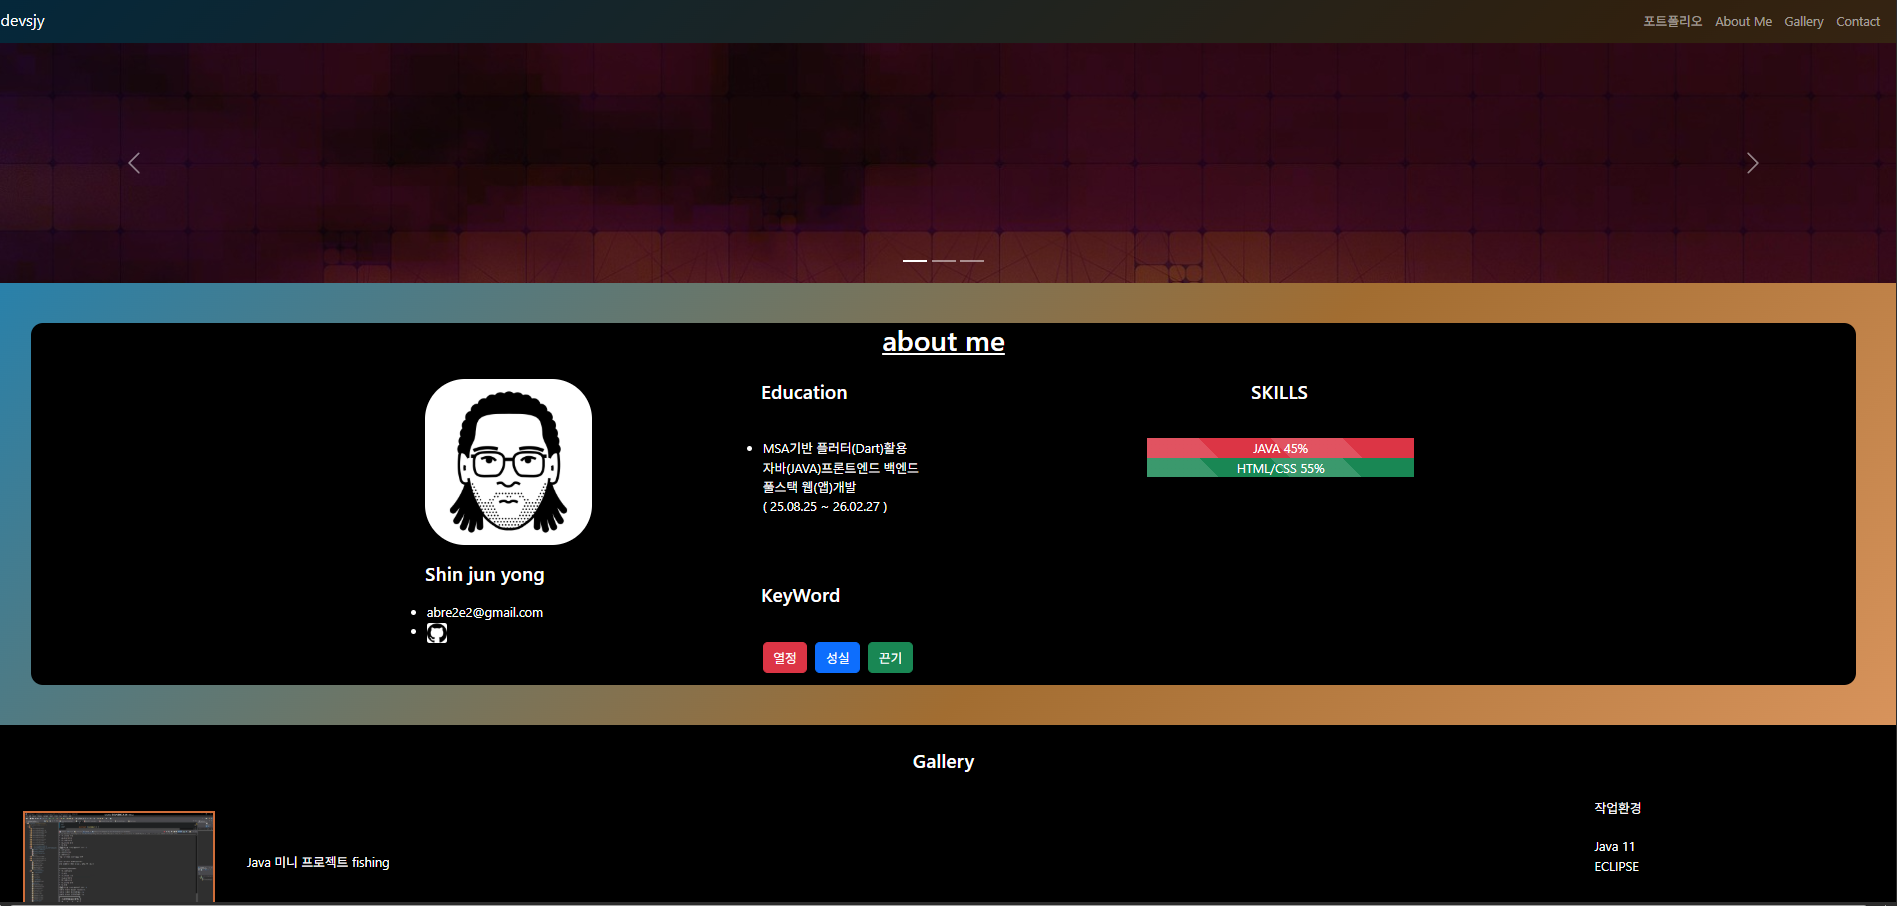 devsjy
포트폴리오 About Me Gallery Contact
about me
Shin jun yong
abre2e2@gmail.com
Education
MSA기반 플러터(Dart)활용
자바(JAVA)프론트엔드 백엔드
풀스택 웹(앱)개발
( 25.08.25 ~ 26.02.27 )
KeyWord
열정 성실 끈기
SKILLS
JAVA 45%
HTML/CSS 55%
Gallery
Java 미니 프로젝트 fishing
작업환경
Java 11
ECLIPSE